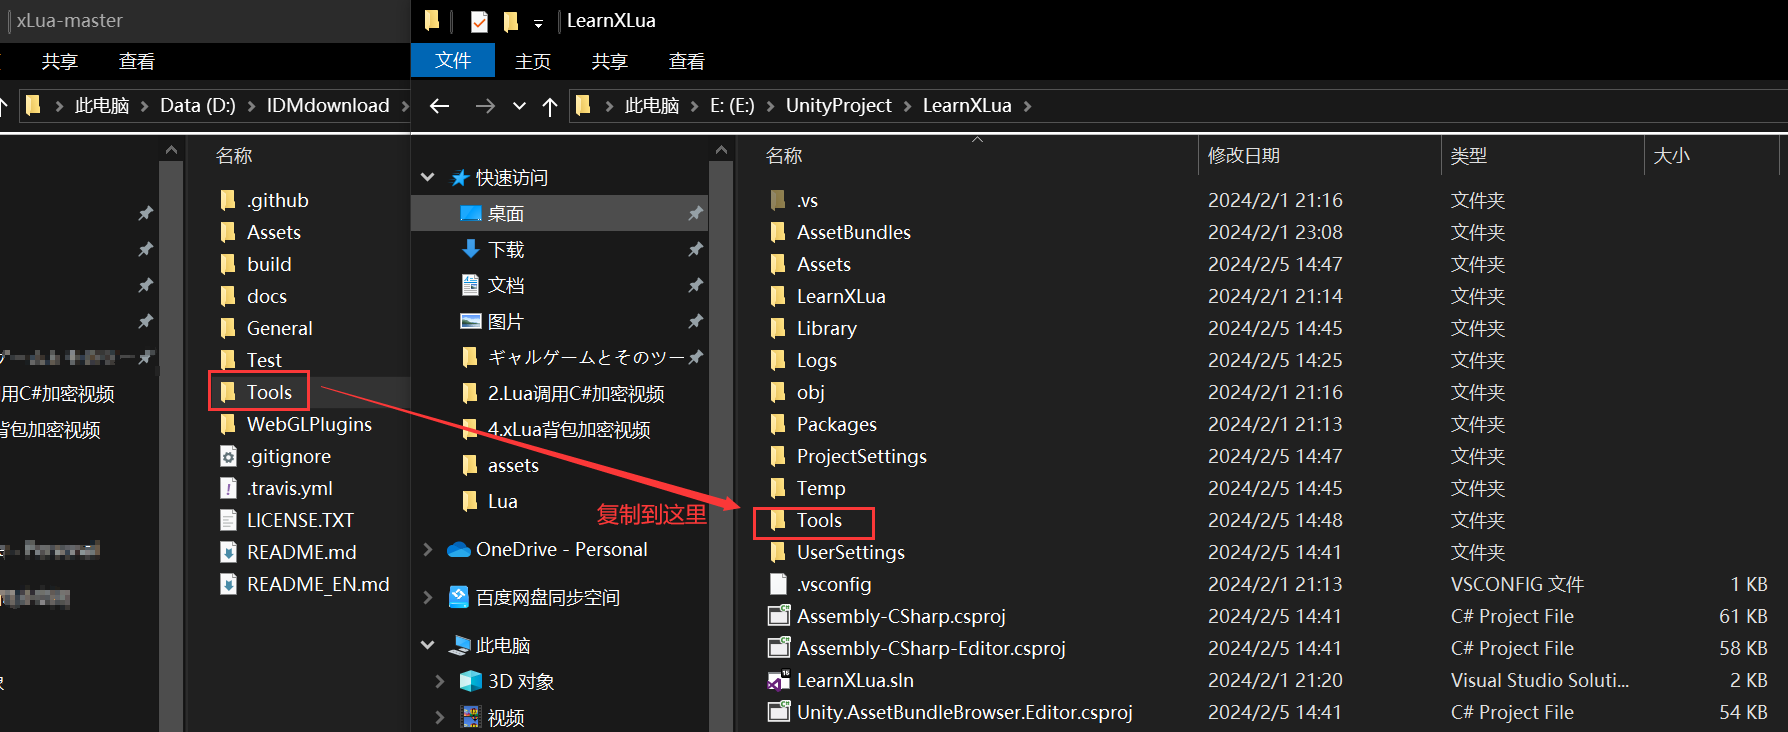 xLua-master
共享
查看
此电脑
Data (D:)
IDMdownload
名称
.github
Assets
build
docs
General
Test
Tools
WebGLPlugins
.gitignore
.travis.yml
LICENSE.TXT
README.md
README_EN.md
用C#加密视频
背包加密视频
LearnXLua
文件
主页
共享
查看
此电脑
E: (E:)
UnityProject
LearnXLua
快速访问
桌面
下载
文档
图片
ギャルゲームとそのツー
2.Lua调用C#加密视频
4.xLua背包加密视频
assets
Lua
OneDrive - Personal
百度网盘同步空间
此电脑
3D 对象
视频
复制到这里
名称 修改日期 类型 大小
.vs 2024/2/1 21:16 文件夹
AssetBundles 2024/2/1 23:08 文件夹
Assets 2024/2/5 14:47 文件夹
LearnXLua 2024/2/1 21:14 文件夹
Library 2024/2/5 14:45 文件夹
Logs 2024/2/5 14:25 文件夹
obj 2024/2/1 21:16 文件夹
Packages 2024/2/1 21:13 文件夹
ProjectSettings 2024/2/5 14:47 文件夹
Temp 2024/2/5 14:45 文件夹
Tools 2024/2/5 14:48 文件夹
UserSettings 2024/2/5 14:41 文件夹
.vsconfig 2024/2/1 21:13 VSCONFIG 文件 1 KB
Assembly-CSharp.csproj 2024/2/5 14:41 C# Project File 61 KB
Assembly-CSharp-Editor.csproj 2024/2/5 14:41 C# Project File 58 KB
LearnXLua.sln 2024/2/1 21:20 Visual Studio Soluti... 2 KB
Unity.AssetBundleBrowser.Editor.csproj 2024/2/5 14:41 C# Project File 54 KB